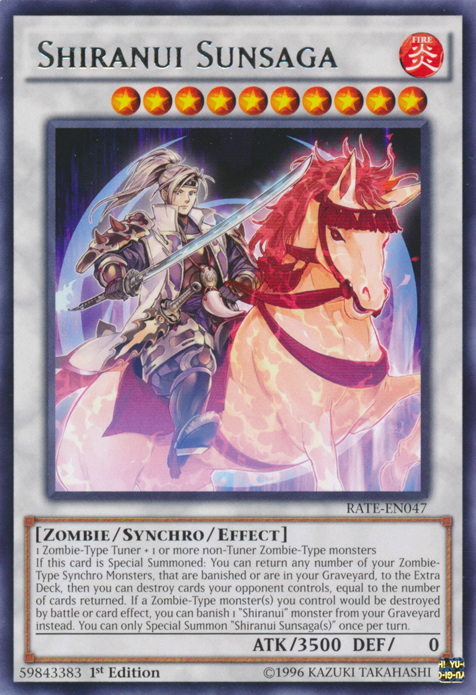 SHIRANUI SUNSAGA
FIRE
炎
RATE-EN047
[ZOMBIE/SYNCHRO/EFFECT]
1 Zombie-Type Tuner + 1 or more non-Tuner Zombie-Type monsters
If this card is Special Summoned: You can return any number of your Zombie-
Type Synchro Monsters, that are banished or are in your Graveyard, to the Extra
Deck, then you can destroy cards your opponent controls, equal to the number
of cards returned. If a Zombie-Type monster(s) you control would be destroyed
by battle or card effect, you can banish 1 "Shiranui" monster from your Graveyard
instead. You can only Special Summon "Shiranui Sunsaga(s)" once per turn.
ATK/3500 DEF/ 0
59843383 1st Edition ©1996 KAZUKI TAKAHASHI